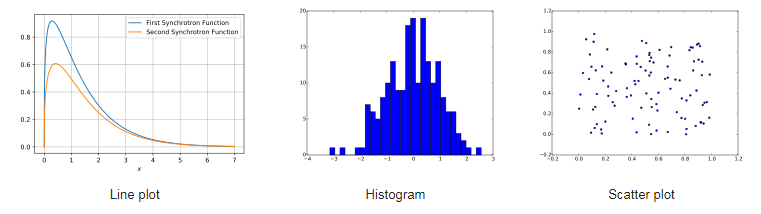 First Synchrotron Function
Second Synchrotron Function
0.8
0.6
0.4
0.2
0.0
0 1 2 3 4 5 6 7
x
Line plot
20
15
10
5
0
−4 −3 −2 −1 0 1 2 3
Histogram
1.2
1.0
0.8
0.6
0.4
0.2
0.0
−0.2
−0.2 0.0 0.2 0.4 0.6 0.8 1.0 1.2
Scatter plot